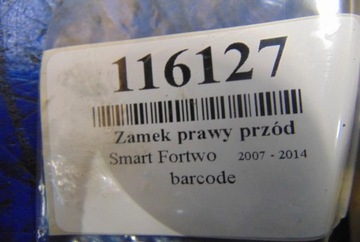 116127
Zamek prawy przód
Smart Fortwo 2007 - 2014
barcode